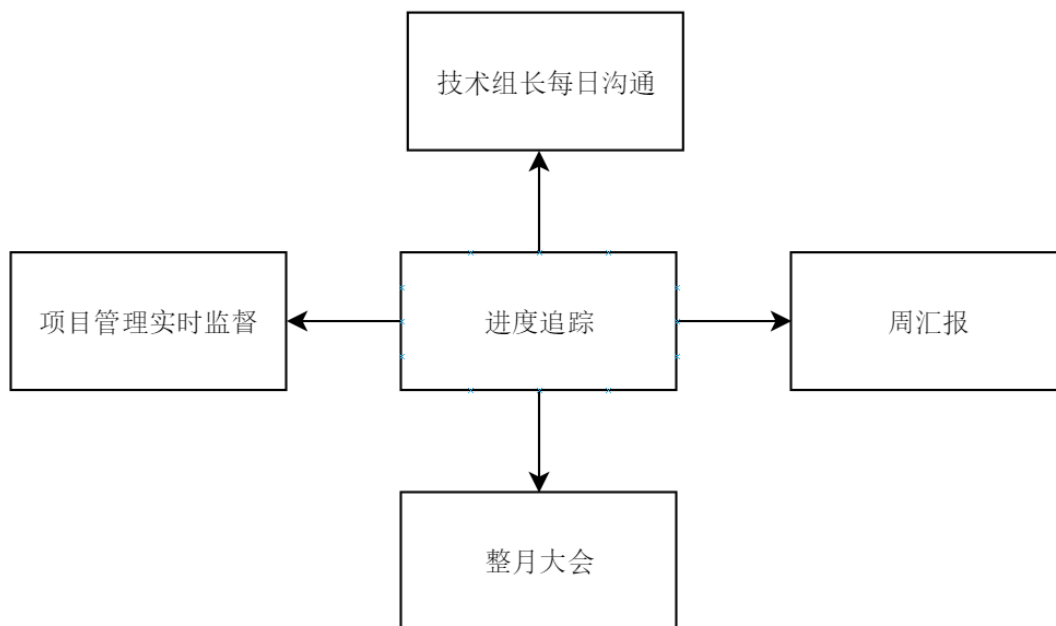 技术组长每日沟通
项目管理实时监督
进度追踪
周汇报
整月大会